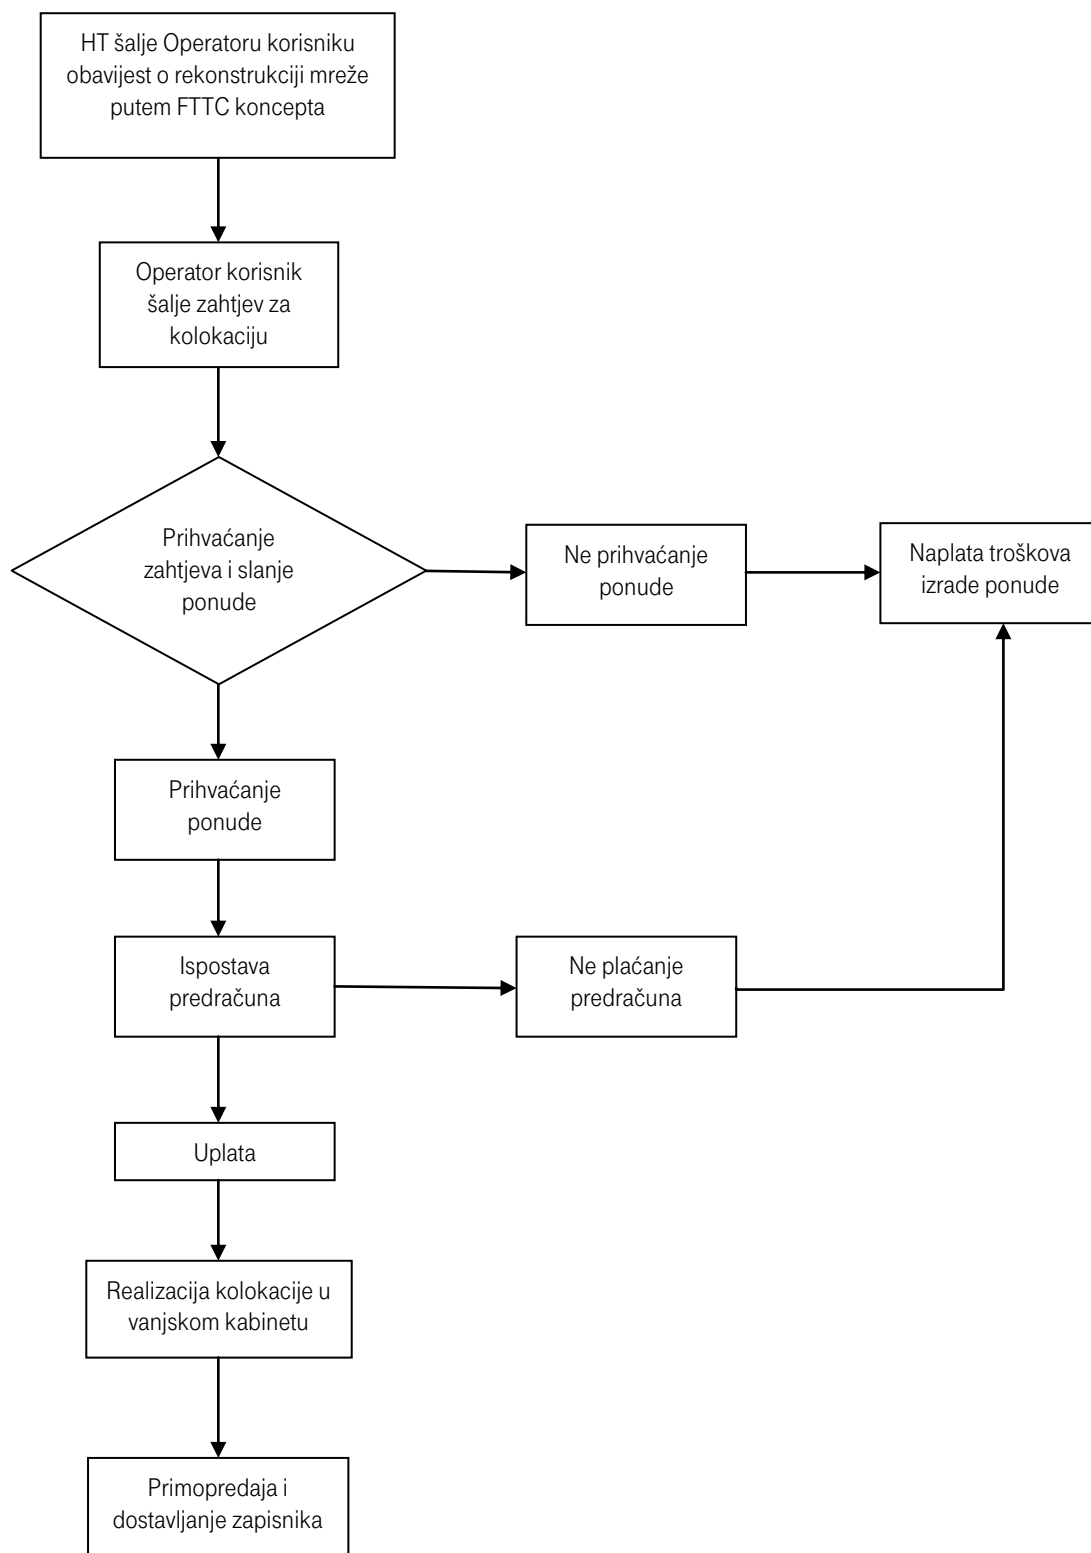 HT šalje Operatoru korisniku
obavijest o rekonstrukciji mreže
putem FTTC koncepta
Operator korisnik
šalje zahtjev za
kolokaciju
Prihvaćanje
zahtjeva i slanje
ponude
Ne prihvaćanje
ponude
Naplata troškova
izrade ponude
Prihvaćanje
ponude
Ispostava
predračuna
Ne plaćanje
predračuna
Uplata
Realizacija kolokacije u
vanjskom kabinetu
Primopredaja i
dostavljanje zapisnika